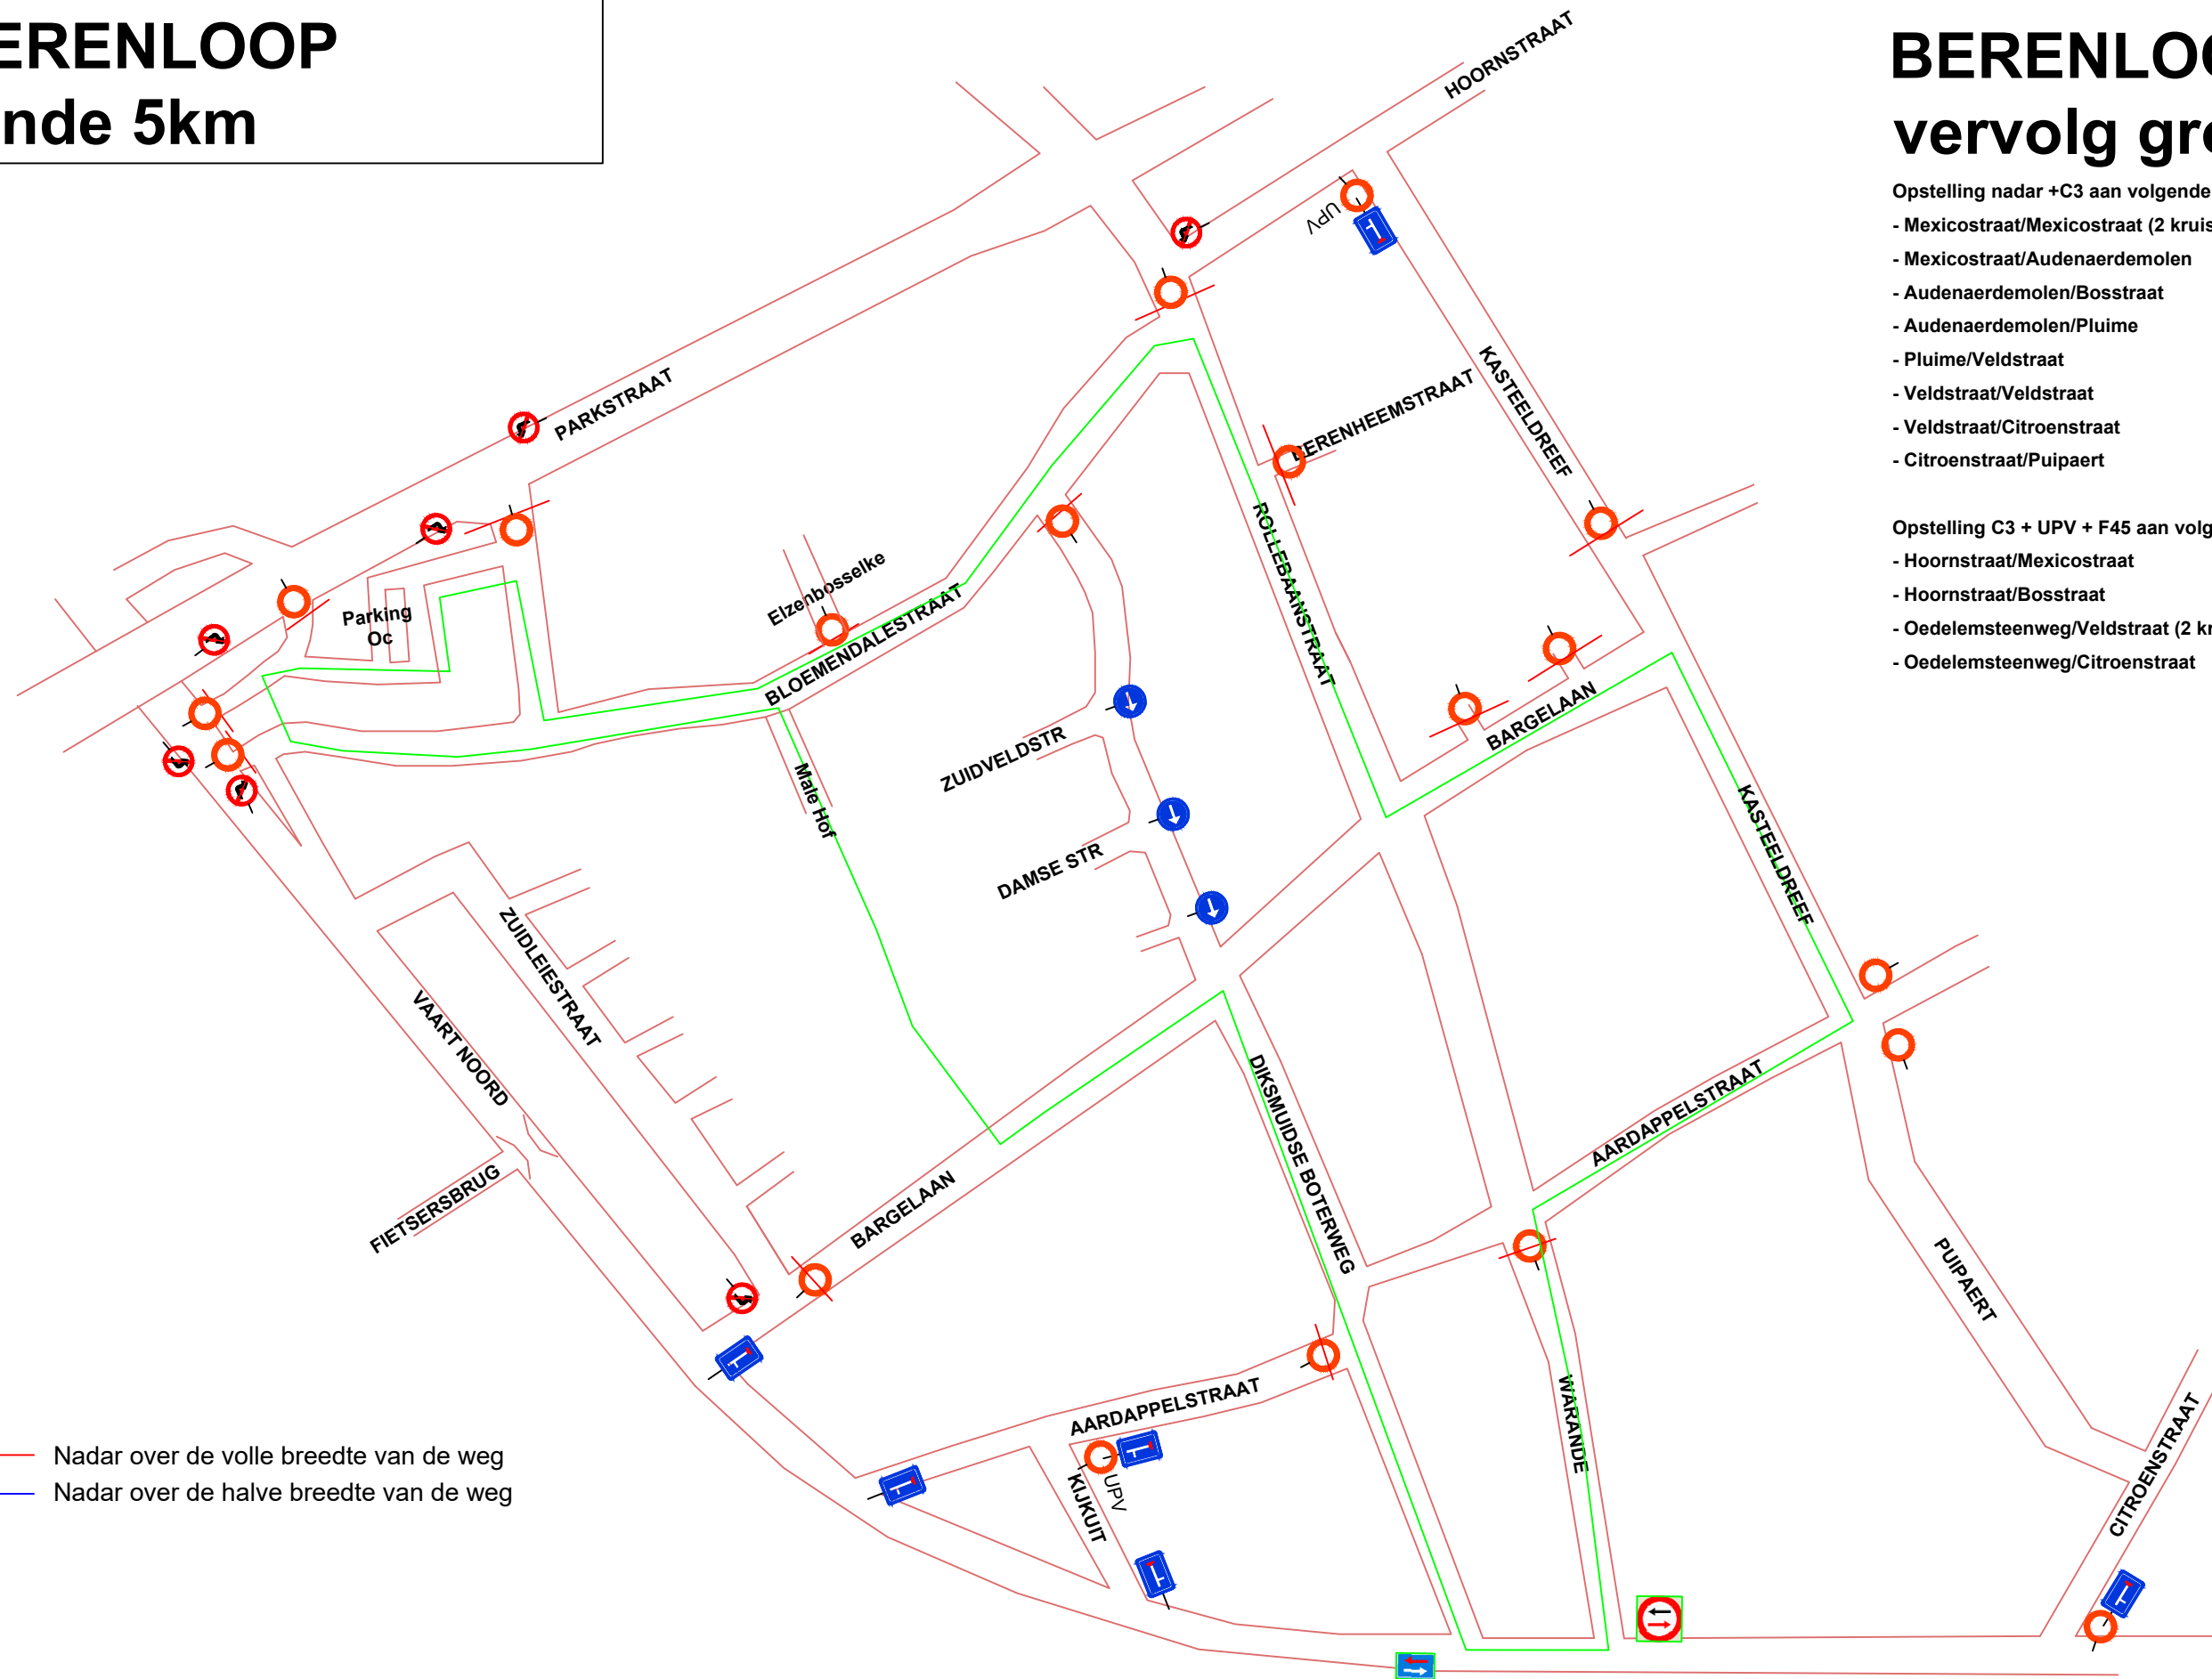 ERENLOOP
nde 5km
BERENLOO
vervolg gro
Opstelling nadar +C3 aan volgende
- Mexicostraat/Mexicostraat (2 kruis
- Mexicostraat/Audenaerdemolen
- Audenaerdemolen/Bosstraat
- Audenaerdemolen/Pluime
- Pluime/Veldstraat
- Veldstraat/Veldstraat
- Veldstraat/Citroenstraat
- Citroenstraat/Puipaert
Opstelling C3 + UPV + F45 aan volg
- Hoornstraat/Mexicostraat
- Hoornstraat/Bosstraat
- Oedelemsteenweg/Veldstraat (2 kr
- Oedelemsteenweg/Citroenstraat
HOORNSTRAAT
UPV
PARKSTRAAT
KASTEELDREEF
BERENHEEMSTRAAT
ROLLEBAANSTRAAT
Elzenbosselke
Parking
Oc
BLOEMENDALESTRAAT
BARGELAAN
ZUIDVELDSTR
Male Hof
KASTEELDREEF
DAMSE STR
ZUIDLEIESTRAAT
VAART NOORD
DIKSMUIDSE BOTERWEG
AARDAPPELSTRAAT
FIETSERSBRUG
BARGELAAN
PUIPAERT
AARDAPPELSTRAAT
WARANDE
CITROENSTRAAT
KIJKUIT
UPV
Nadar over de volle breedte van de weg
Nadar over de halve breedte van de weg